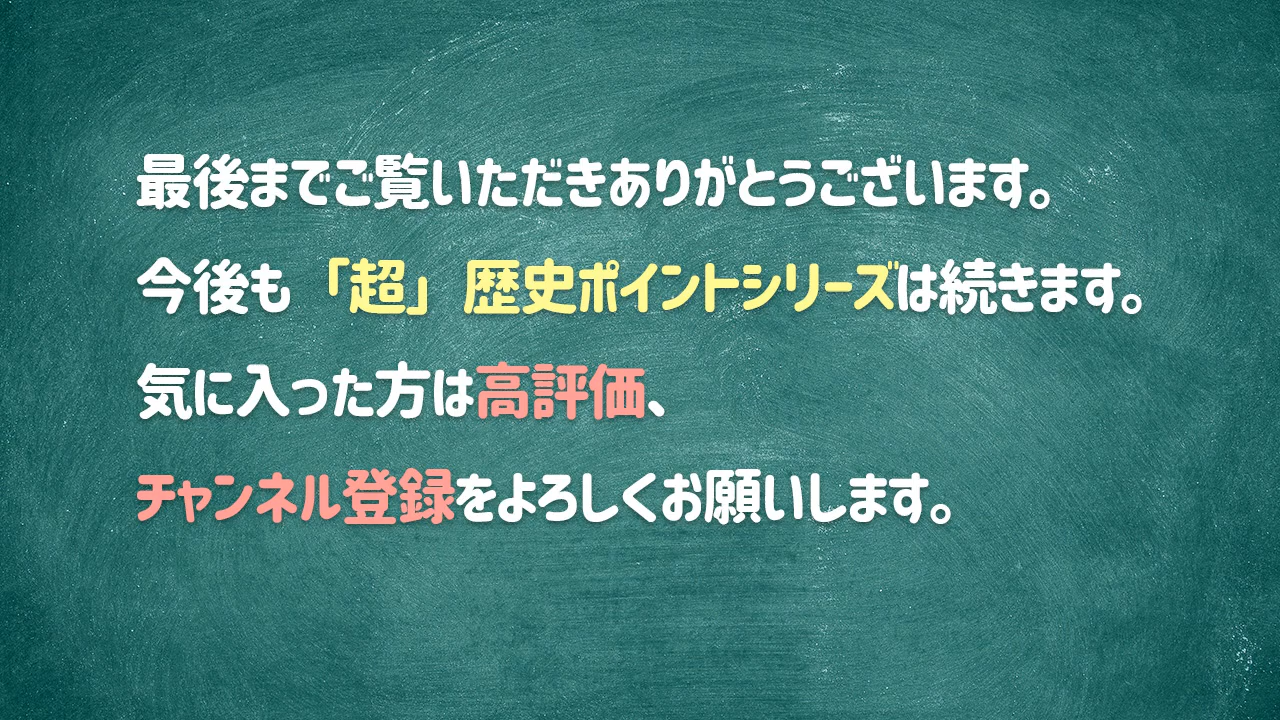 最後までご覧いただきありがとうございます。
今後も「超」歴史ポイントシリーズは続きます。
気に入った方は高評価、
チャンネル登録をよろしくお願いします。